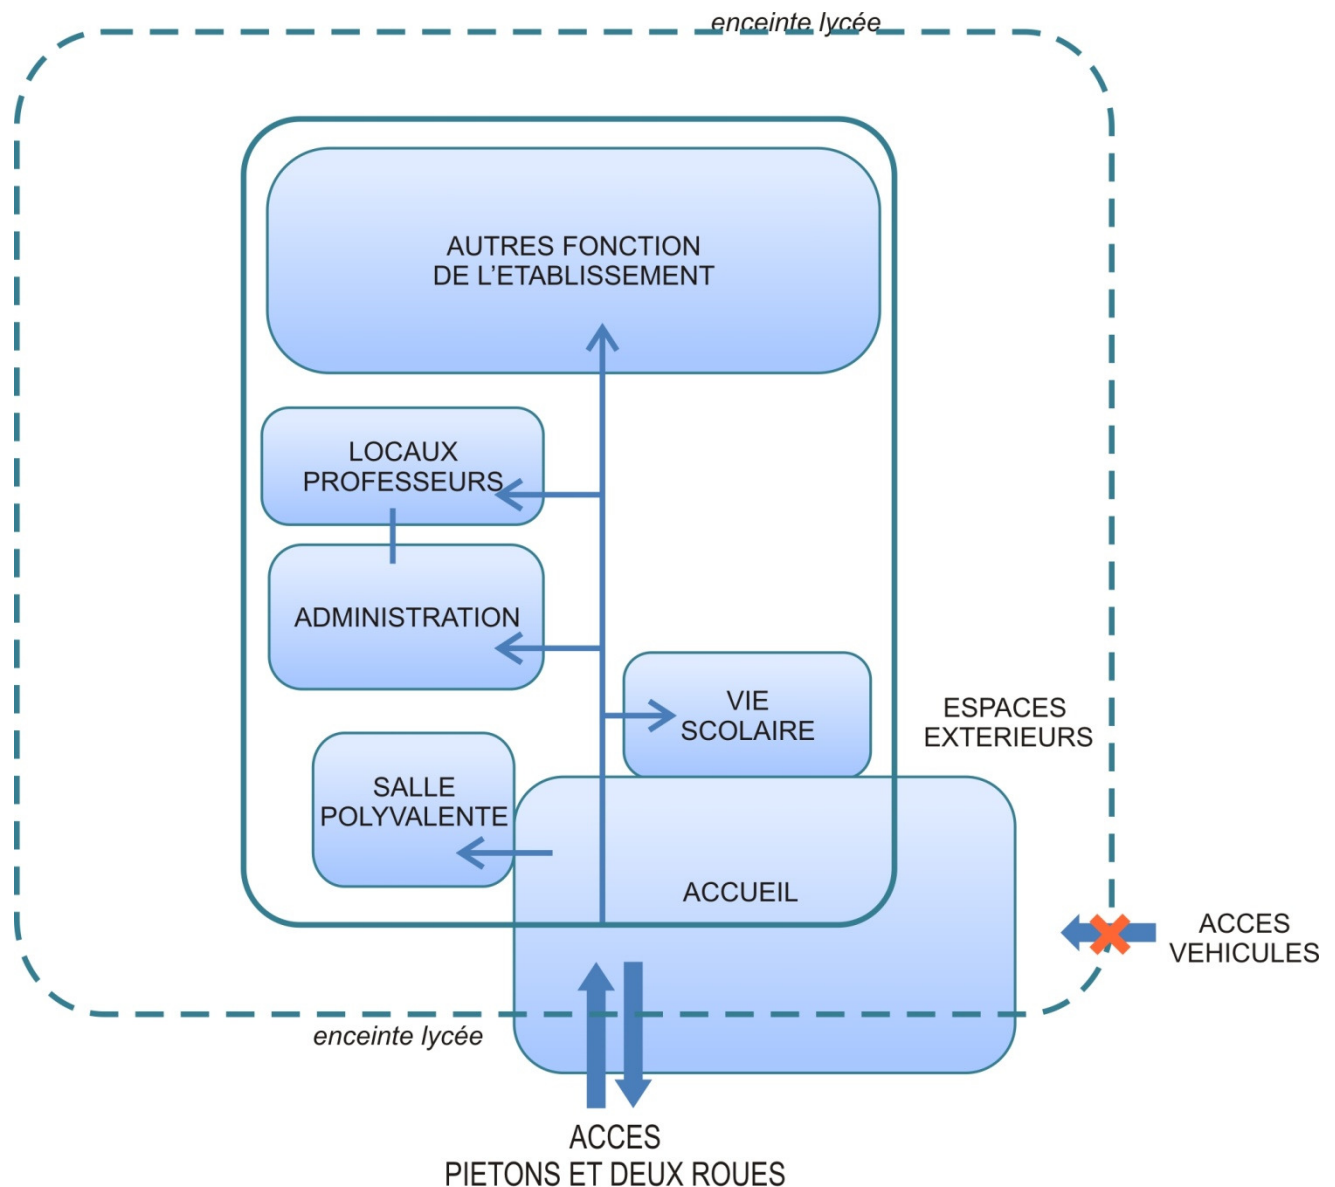 enceinte lycée
AUTRES FONCTION
DE L'ETABLISSEMENT
LOCAUX
PROFESSEURS
ADMINISTRATION
VIE
SCOLAIRE
ESPACES
EXTERIEURS
SALLE
POLYVALENTE
ACCUEIL
ACCES
VEHICULES
enceinte lycée
ACCES
PIETONS ET DEUX ROUES